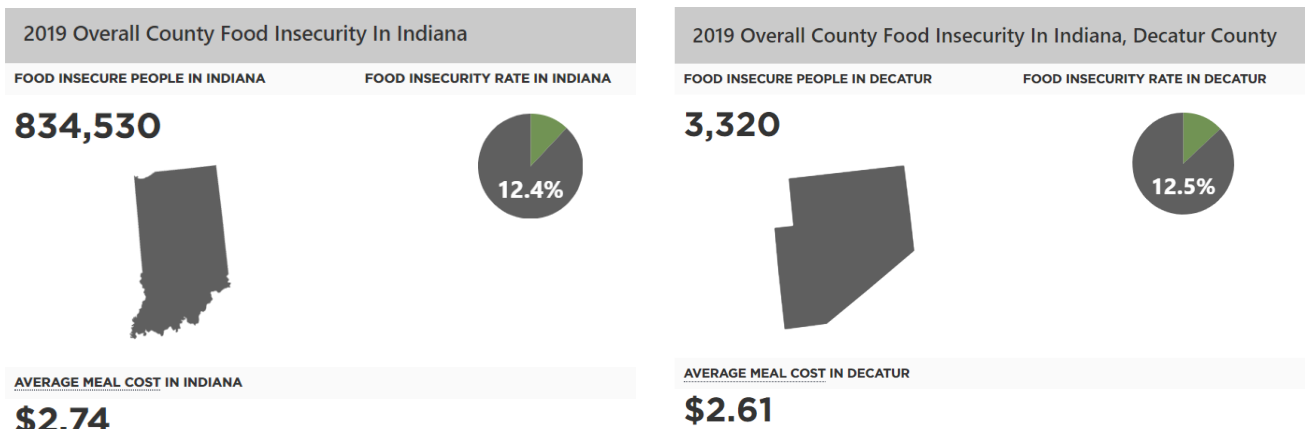 2019 Overall County Food Insecurity In Indiana
FOOD INSECURE PEOPLE IN INDIANA
FOOD INSECURITY RATE IN INDIANA
834,530
12.4%
AVERAGE MEAL COST IN INDIANA
$2.74
2019 Overall County Food Insecurity In Indiana, Decatur County
FOOD INSECURE PEOPLE IN DECATUR
FOOD INSECURITY RATE IN DECATUR
3,320
12.5%
AVERAGE MEAL COST IN DECATUR
$2.61